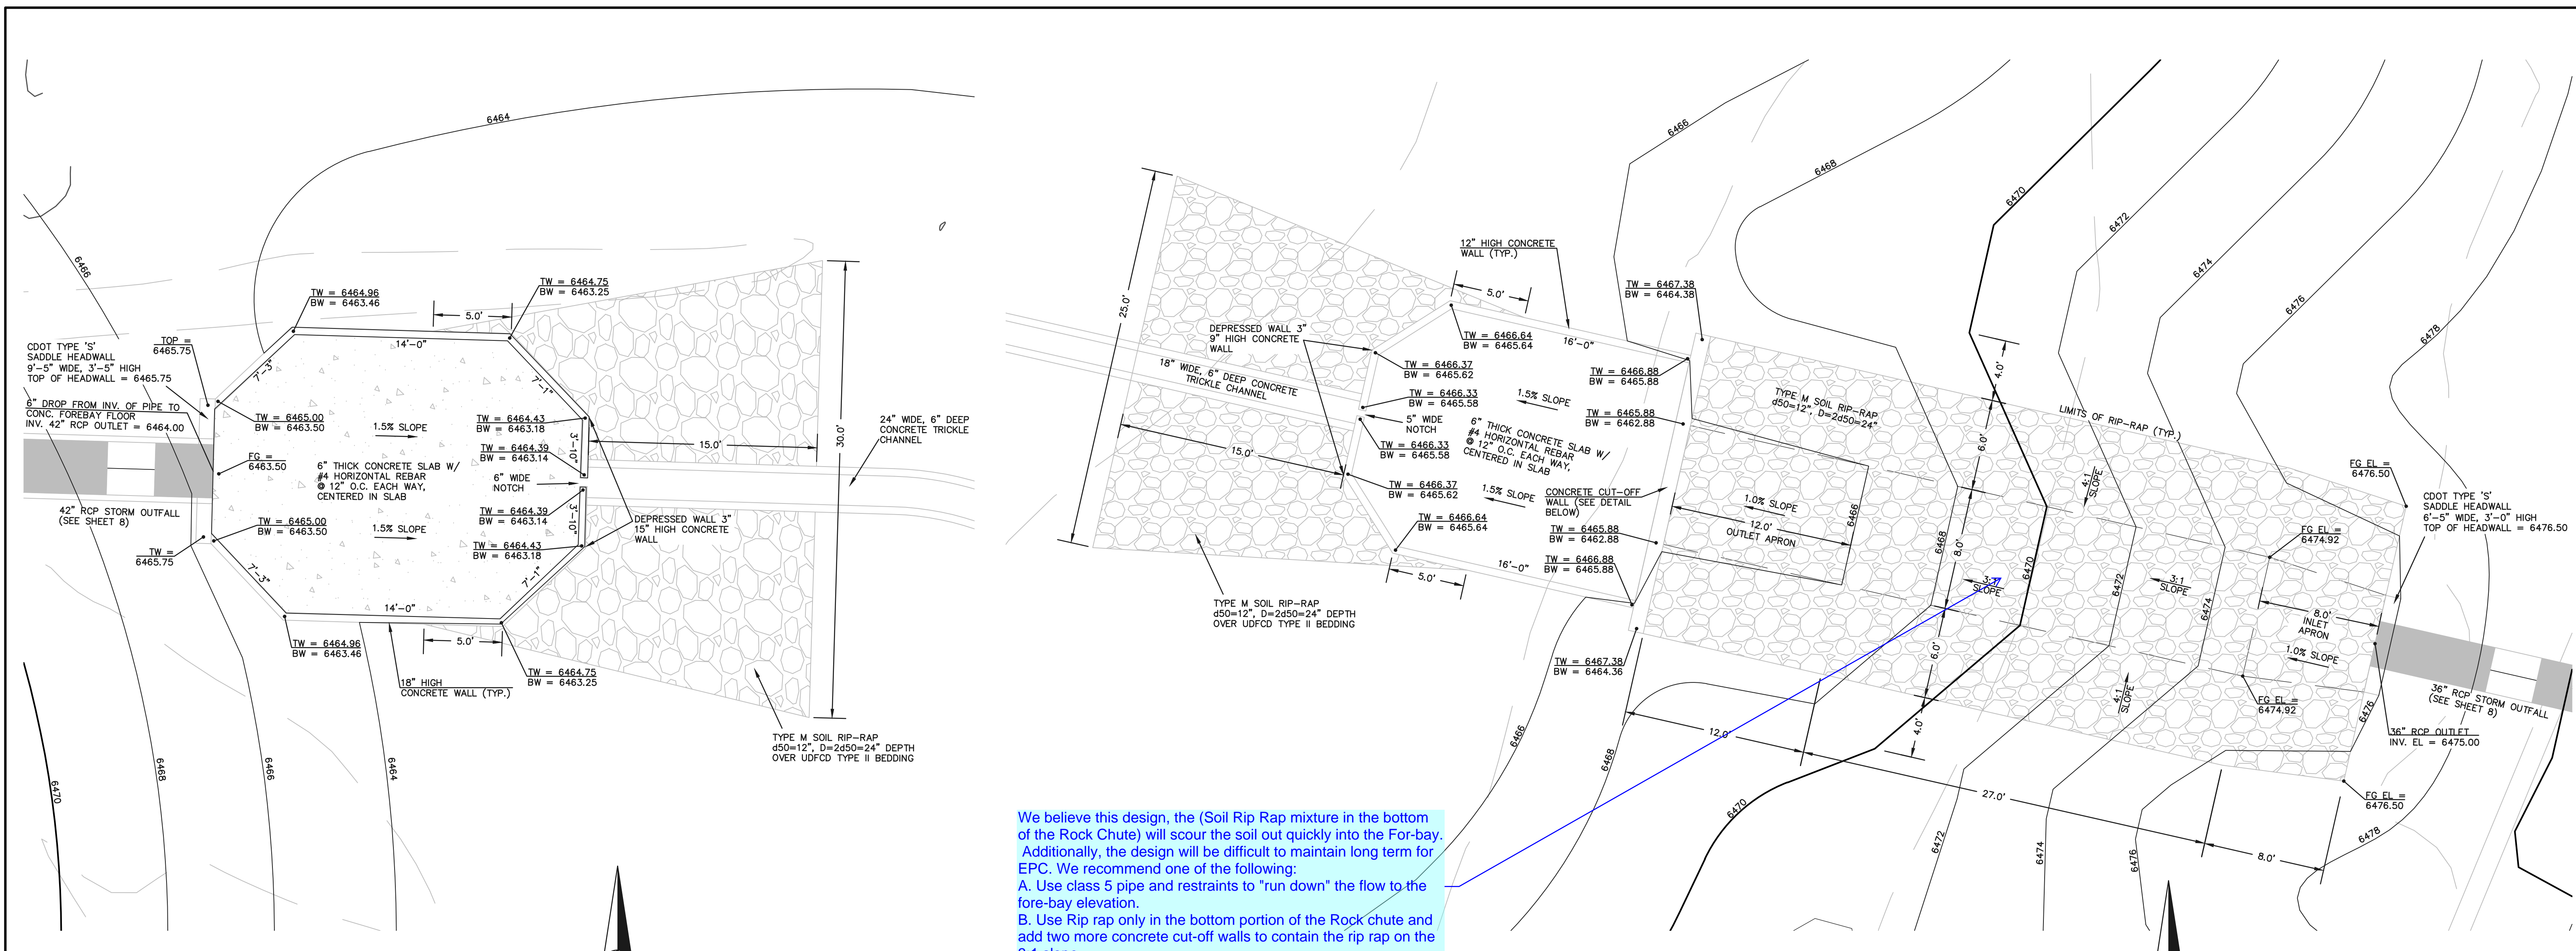 6464
6466
TW = 6464.96
BW = 6463.46
TW = 6464.75
BW = 6463.25
5.0'
14'-0"
CDOT TYPE 'S'
SADDLE HEADWALL
9'-5" WIDE, 3'-5" HIGH
TOP OF HEADWALL = 6465.75
TOP =
6465.75
7'-3"
7'-1"
6" DROP FROM INV. OF PIPE TO
CONC. FOREBAY FLOOR
INV. 42" RCP OUTLET = 6464.00
TW = 6465.00
BW = 6463.50
1.5% SLOPE
TW = 6464.43
BW = 6463.18
3'-10"
15.0'
30.0'
24" WIDE, 6" DEEP
CONCRETE TRICKLE
CHANNEL
FG =
6463.50
6" THICK CONCRETE SLAB W/
#4 HORIZONTAL REBAR
@ 12" O.C. EACH WAY,
CENTERED IN SLAB
TW = 6464.39
BW = 6463.14
6" WIDE
NOTCH
42" RCP STORM OUTFALL
(SEE SHEET 8)
TW = 6465.00
BW = 6463.50
1.5% SLOPE
TW = 6464.39
BW = 6463.14
3'-10"
DEPRESSED WALL 3"
15" HIGH CONCRETE
WALL
TW =
6465.75
TW = 6464.43
BW = 6463.18
7'-3"
7'-1"
14'-0"
5.0'
TW = 6464.96
BW = 6463.46
TW = 6464.75
BW = 6463.25
18" HIGH
CONCRETE WALL (TYP.)
TYPE M SOIL RIP-RAP
d50=12", D=2d50=24" DEPTH
OVER UDFCD TYPE II BEDDING
6470
6468
6466
6464
6466
6468
6470
6472
6474
6476
6478
12" HIGH CONCRETE
WALL (TYP.)
5.0'
25.0'
TW = 6467.38
BW = 6464.38
DEPRESSED WALL 3"
9" HIGH CONCRETE
WALL
TW = 6466.64
BW = 6465.64
16'-0"
TW = 6466.37
BW = 6465.62
TW = 6466.88
BW = 6465.88
18" WIDE, 6" DEEP CONCRETE
TRICKLE CHANNEL
TW = 6466.33
BW = 6465.58
1.5% SLOPE
TW = 6465.88
BW = 6462.88
5" WIDE
NOTCH
6" THICK CONCRETE SLAB W/
#4 HORIZONTAL REBAR
@ 12" O.C. EACH WAY,
CENTERED IN SLAB
TW = 6466.33
BW = 6465.58
15.0'
TW = 6466.37
BW = 6465.62
1.5% SLOPE
CONCRETE CUT-OFF
WALL (SEE DETAIL
BELOW)
TW = 6466.64
BW = 6465.64
TW = 6465.88
BW = 6462.88
TW = 6466.88
BW = 6465.88
5.0'
16'-0"
TYPE M SOIL RIP-RAP
d50=12", D=2d50=24" DEPTH
OVER UDFCD TYPE II BEDDING
TW = 6467.38
BW = 6464.36
TYPE M SOIL RIP-RAP
d50=12", D=2d50=24"
LIMITS OF RIP-RAP (TYP.)
4.0'
6.0'
8.0'
6.0'
4.0'
1.0% SLOPE
12.0'
OUTLET APRON
6466
6468
6470
6472
6474
4:1
SLOPE
3:1
SLOPE
3:1
SLOPE
4:1
SLOPE
FG EL =
6476.50
CDOT TYPE 'S'
SADDLE HEADWALL
6'-5" WIDE, 3'-0" HIGH
TOP OF HEADWALL = 6476.50
FG EL =
6474.92
8.0'
INLET
APRON
1.0% SLOPE
FG EL =
6474.92
36" RCP STORM OUTFALL
(SEE SHEET 8)
36" RCP OUTLET
INV. EL = 6475.00
6476
FG EL =
6476.50
12.0'
27.0'
8.0'
6466
6468
6470
6472
6474
6476
6478
We believe this design, the (Soil Rip Rap mixture in the bottom
of the Rock Chute) will scour the soil out quickly into the For-bay.
Additionally, the design will be difficult to maintain long term for
EPC. We recommend one of the following:
A. Use class 5 pipe and restraints to "run down" the flow to the
fore-bay elevation.
B. Use Rip rap only in the bottom portion of the Rock chute and
add two more concrete cut-off walls to contain the rip rap on the